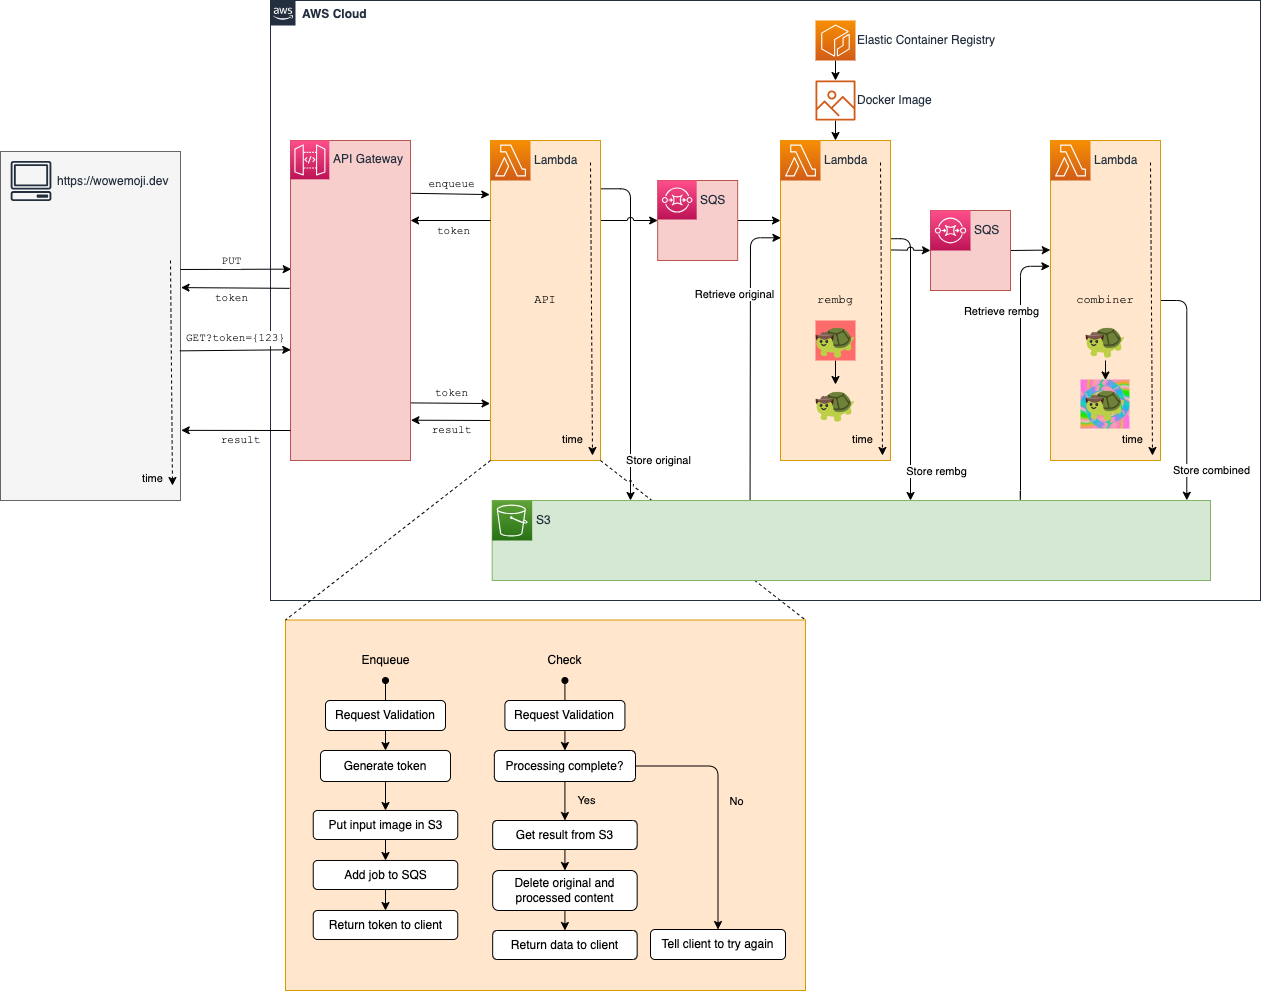 aws
AWS Cloud
Elastic Container Registry
Docker Image
https://wowemoji.dev
API Gateway
Lambda
SQS
Lambda
SQS
Lambda
enqueue
token
PUT
token
GET?token={123}
token
result
result
time
API
time
Store original
Retrieve original
rembg
time
Store rembg
Retrieve rembg
combiner
time
Store combined
S3
Enqueue
Request Validation
Generate token
Put input image in S3
Add job to SQS
Return token to client
Check
Request Validation
Processing complete?
Yes
No
Get result from S3
Delete original and
processed content
Return data to client
Tell client to try again